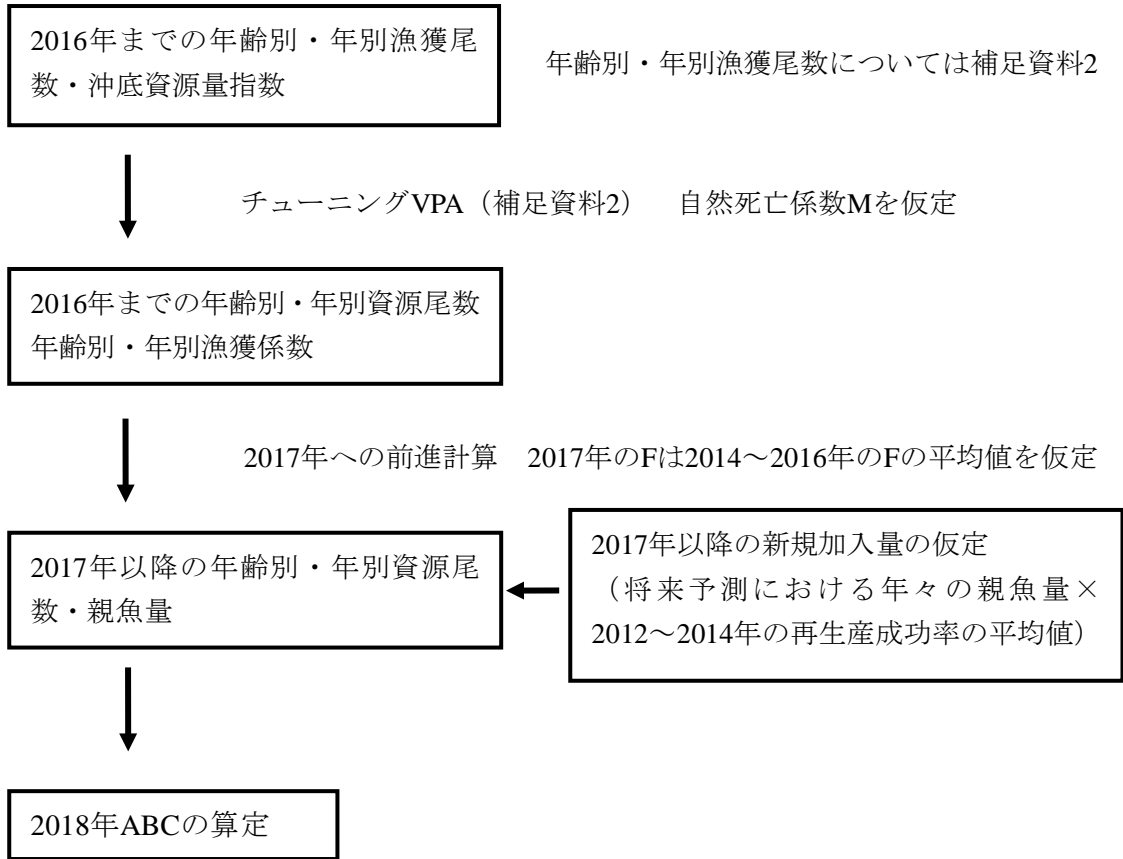 2016年までの年齢別・年別漁獲尾
数・沖底資源量指数
年齢別・年別漁獲尾数については補足資料2
チューニングVPA（補足資料2）　自然死亡係数Mを仮定
2016年までの年齢別・年別資源尾数
年齢別・年別漁獲係数
2017年への前進計算　2017年のFは2014～2016年のFの平均値を仮定
2017年以降の年齢別・年別資源尾
数・親魚量
2017年以降の新規加入量の仮定
（将来予測における年々の親魚量×
2012～2014年の再生産成功率の平均値）
2018年ABCの算定